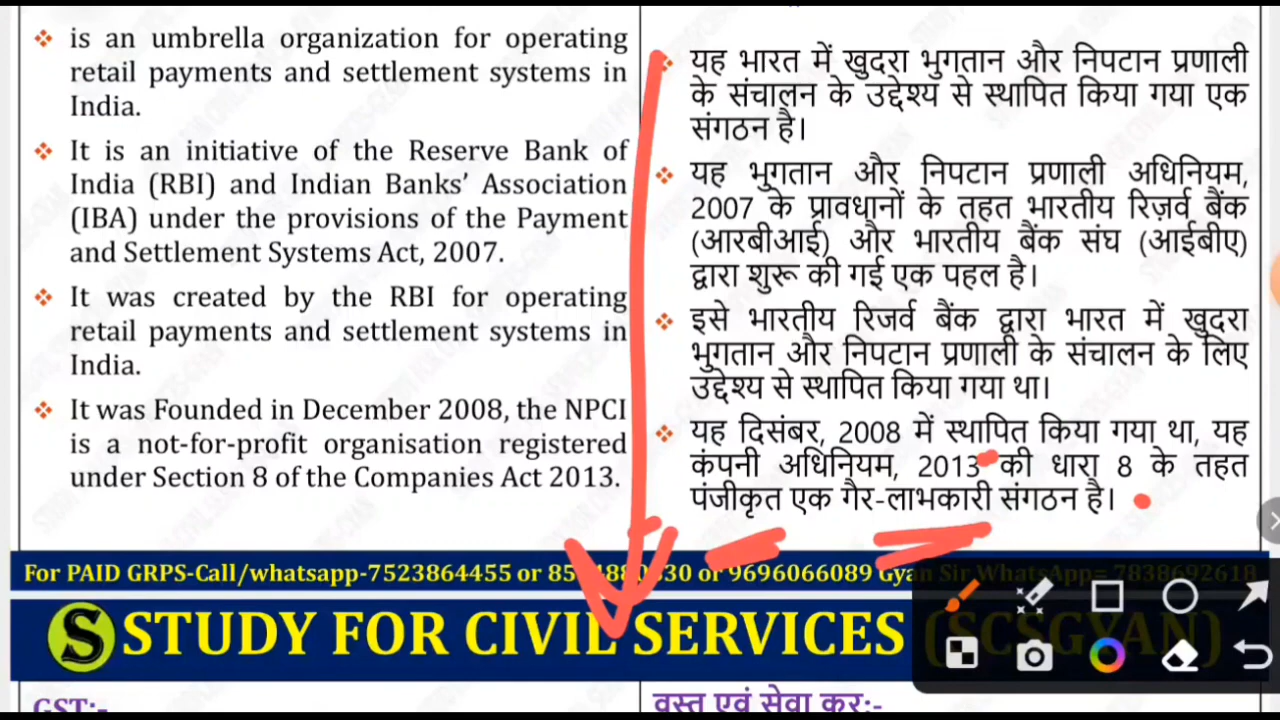 is an umbrella organization for operating
retail payments and settlement systems in
India.
It is an initiative of the Reserve Bank of
India (RBI) and Indian Banks' Association
(IBA) under the provisions of the Payment
and Settlement Systems Act, 2007.
It was created by the RBI for operating
retail payments and settlement systems in
India.
It was Founded in December 2008, the NPCI
is a not-for-profit organisation registered
under Section 8 of the Companies Act 2013.
यह भारत में खुदरा भुगतान और निपटान प्रणाली
के संचालन के उद्देश्य से स्थापित किया गया एक
संगठन है।
यह भुगतान और निपटान प्रणाली अधिनियम,
2007 के प्रावधानों के तहत भारतीय रिज़र्व बैंक
(आरबीआई) और भारतीय बैंक संघ (आईबीए)
द्वारा शुरू की गई एक पहल है।
इसे भारतीय रिजर्व बैंक द्वारा भारत में खुदरा
भुगतान और निपटान प्रणाली के संचालन के लिए
उद्देश्य से स्थापित किया गया था।
यह दिसंबर, 2008 में स्थापित किया गया था, यह
कंपनी अधिनियम, 2013 की धारा 8 के तहत
पंजीकृत एक गैर-लाभकारी संगठन है।
For PAID GRPS-Call/whatsapp-7523864455 or or 9696066089 Gyan Sir WhatsApp= 7838692618
S STUDY FOR CIVIL SERVICES (SCSGYAN)
GST:-
वस्तु एवं सेवा कर:-